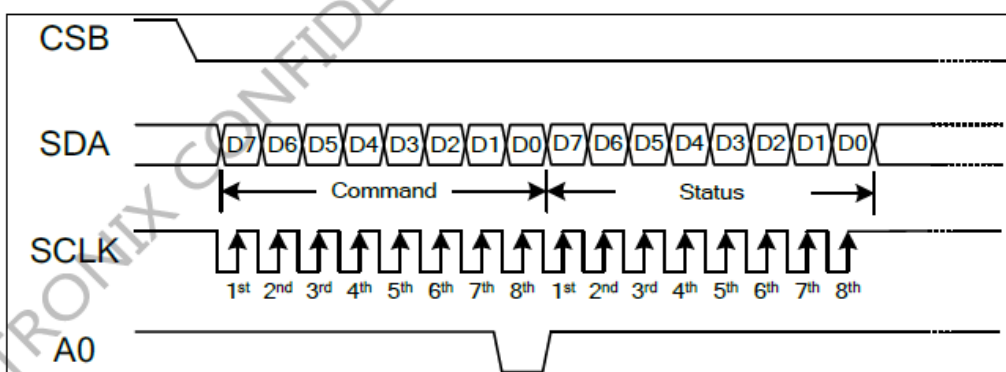 CSB
SDA
D7 D6 D5 D4 D3 D2 D1 D0 D7 D6 D5 D4 D3 D2 D1 D0
Command Status
SCLK
1st 2nd 3rd 4th 5th 6th 7th 8th 1st 2nd 3rd 4th 5th 6th 7th 8th
A0